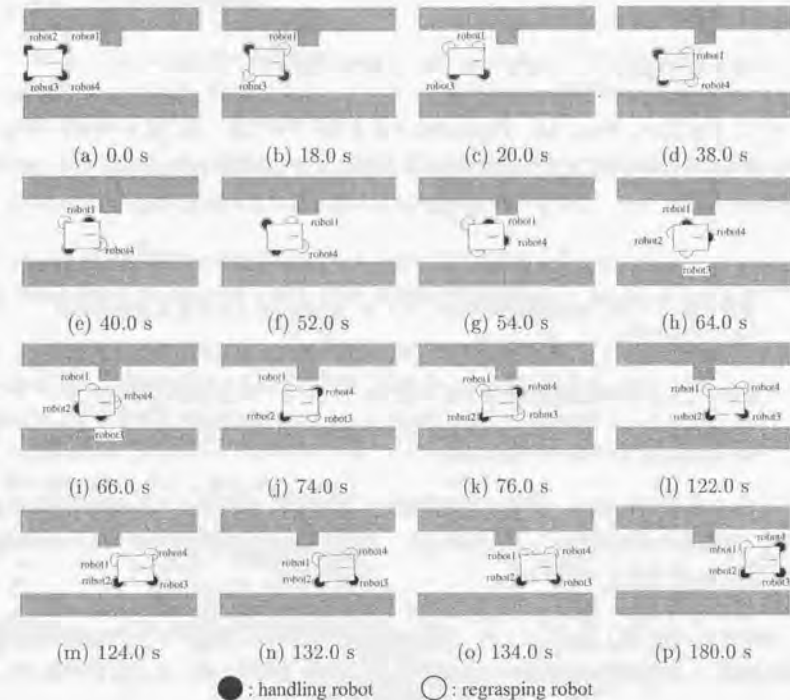 robot2 robot1
robot3 robot4
robot1
robot3
robot1
robot3
robot1
robot4
(a) 0.0 s (b) 18.0 s (c) 20.0 s (d) 38.0 s
robot1
robot4
robot1
robot4
robot1
robot4
robot1
robot4
robot2
robot3
(e) 40.0 s (f) 52.0 s (g) 54.0 s (h) 64.0 s
robot1
robot4
robot2
robot3
robot1
robot4
robot2 robot3
robot1
robot4
robot2 robot3
robot1 robot4
robot2 robot3
(i) 66.0 s (j) 74.0 s (k) 76.0 s (l) 122.0 s
robot4
robot1
robot2 robot3
robot4
robot1
robot2 robot3
robot1 robot4
robot2 robot3
robot4
robot1
robot2
robot3
(m) 124.0 s (n) 132.0 s (o) 134.0 s (p) 180.0 s
: handling robot : regrasping robot